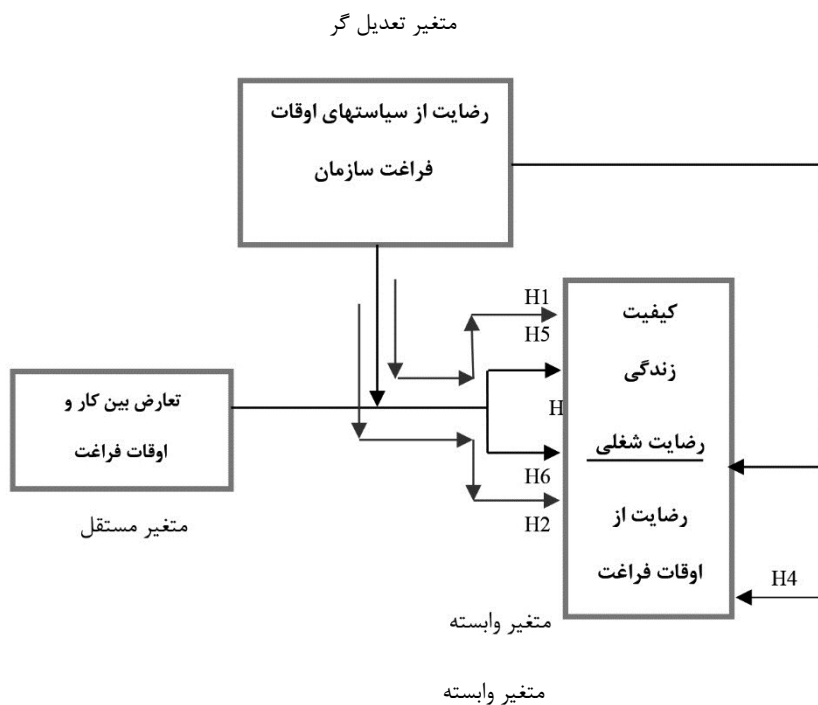 متغیر تعدیل گر
رضایت از سیاستهای اوقات
فراغت سازمان
H1
H5
کیفیت
زندگی
تعارض بین کار و
اوقات فراغت
H
رضایت شغلی
H6
H2
رضایت از
اوقات فراغت
H4
متغیر مستقل
متغیر وابسته
متغیر وابسته